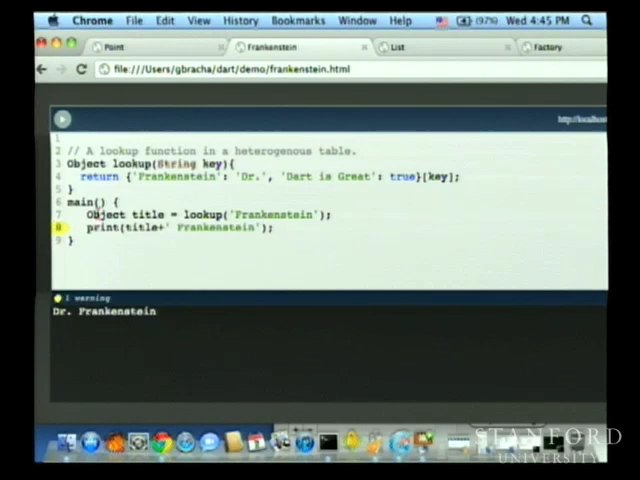 Chrome File Edit View History Bookmarks Window Help (97%) Wed 4:45 PM
Point Frankenstein List Factory
file:///Users/gbracha/dart/demo/frankenstein.html
http://localhos
1
2 // A lookup function in a heterogenous table.
3 Object lookup(String key){
4 return {'Frankenstein': 'Dr.', 'Dart is Great': true}[key];
5 }
6 main() {
7 Object title = lookup('Frankenstein');
8 print(title+' Frankenstein');
9 }
1 warning
Dr. Frankenstein
STANFORD
UNIVERSITY